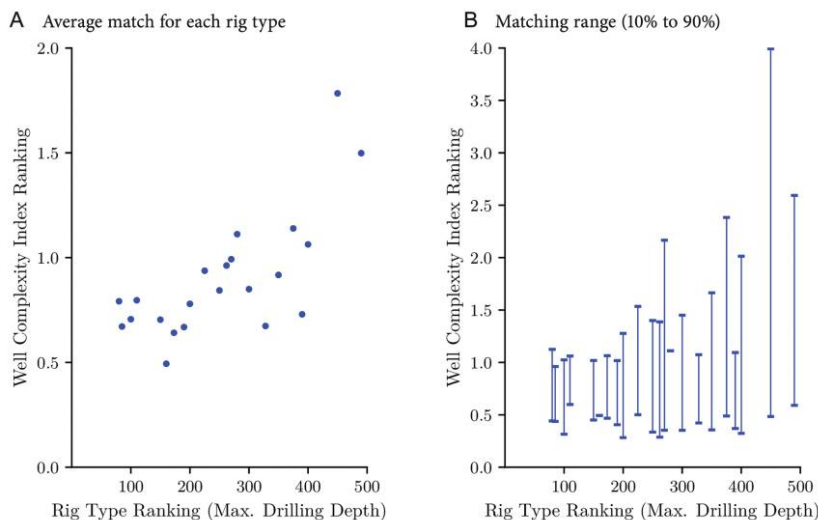 A Average match for each rig type
Well Complexity Index Ranking
2.0
1.5
1.0
0.5
0.0
100 200 300 400 500
Rig Type Ranking (Max. Drilling Depth)
B Matching range (10% to 90%)
Well Complexity Index Ranking
4.0
3.5
3.0
2.5
2.0
1.5
1.0
0.5
0.0
100 200 300 400 500
Rig Type Ranking (Max. Drilling Depth)